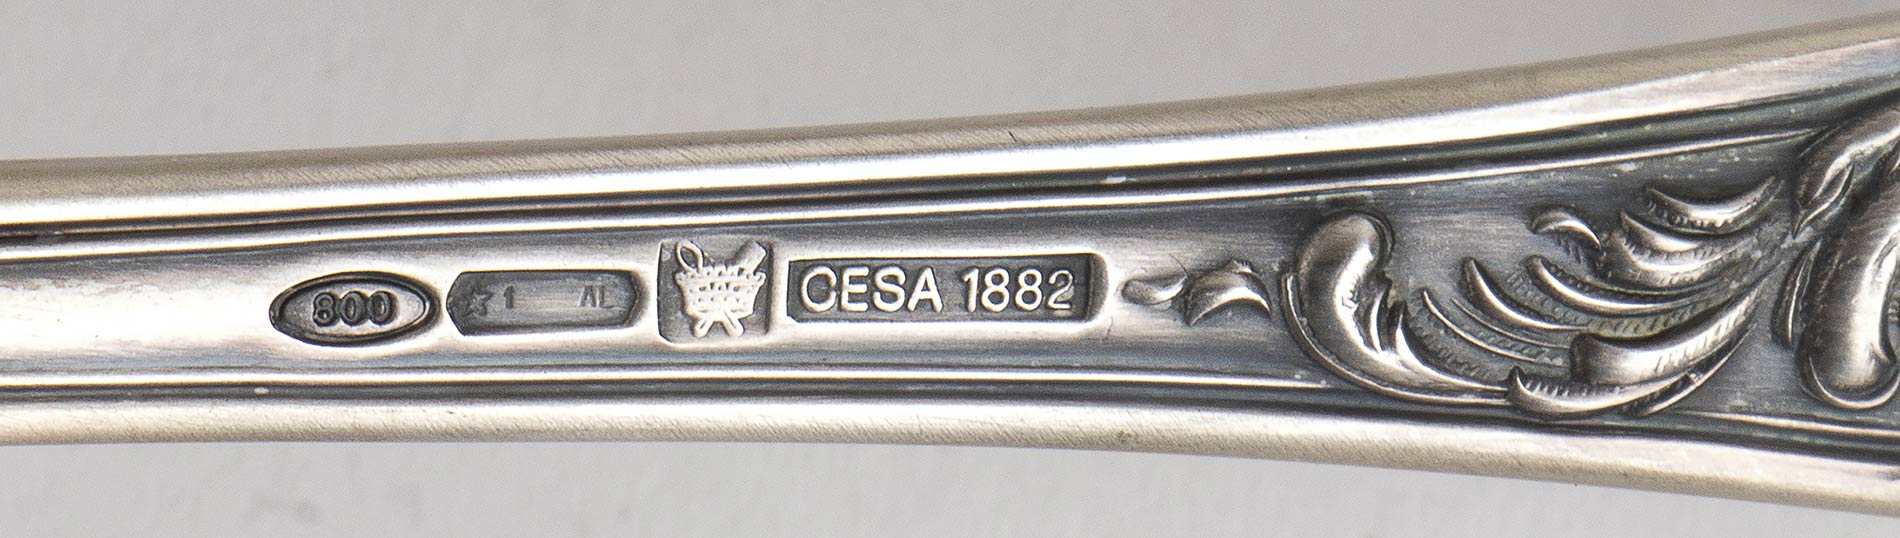 800 ☆1 AL CESA 1882